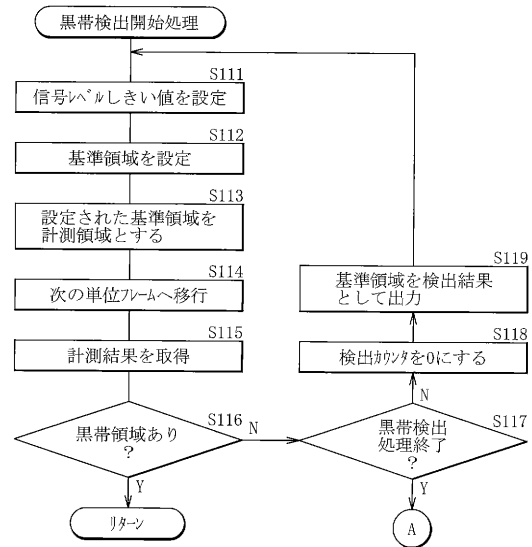 黒帯検出開始処理
S111
信号ﾚﾍﾞﾙしきい値を設定
S112
基準領域を設定
S113
設定された基準領域を
計測領域とする
S114
次の単位ﾌﾚｰﾑへ移行
S115
計測結果を取得
S116
黒帯領域あり
?
N
Y
ﾘﾀｰﾝ
S119
基準領域を検出結果
として出力
S118
検出ｶｳﾝﾀを0にする
N
S117
黒帯検出
処理終了
?
Y
A